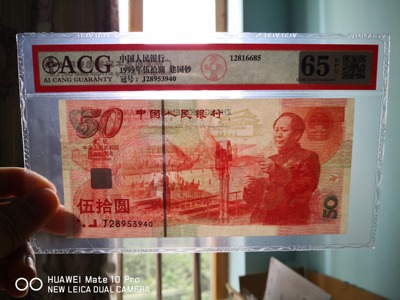 ACG
AI CANG GUARANTY
中国人民银行
1999年伍拾圆 建国钞
冠号：J28953940
12816685
65
EPQ
50
中国人民银行
伍拾圆
J28953940
50
HUAWEI Mate 10 Pro
NEW LEICA DUAL CAMERA